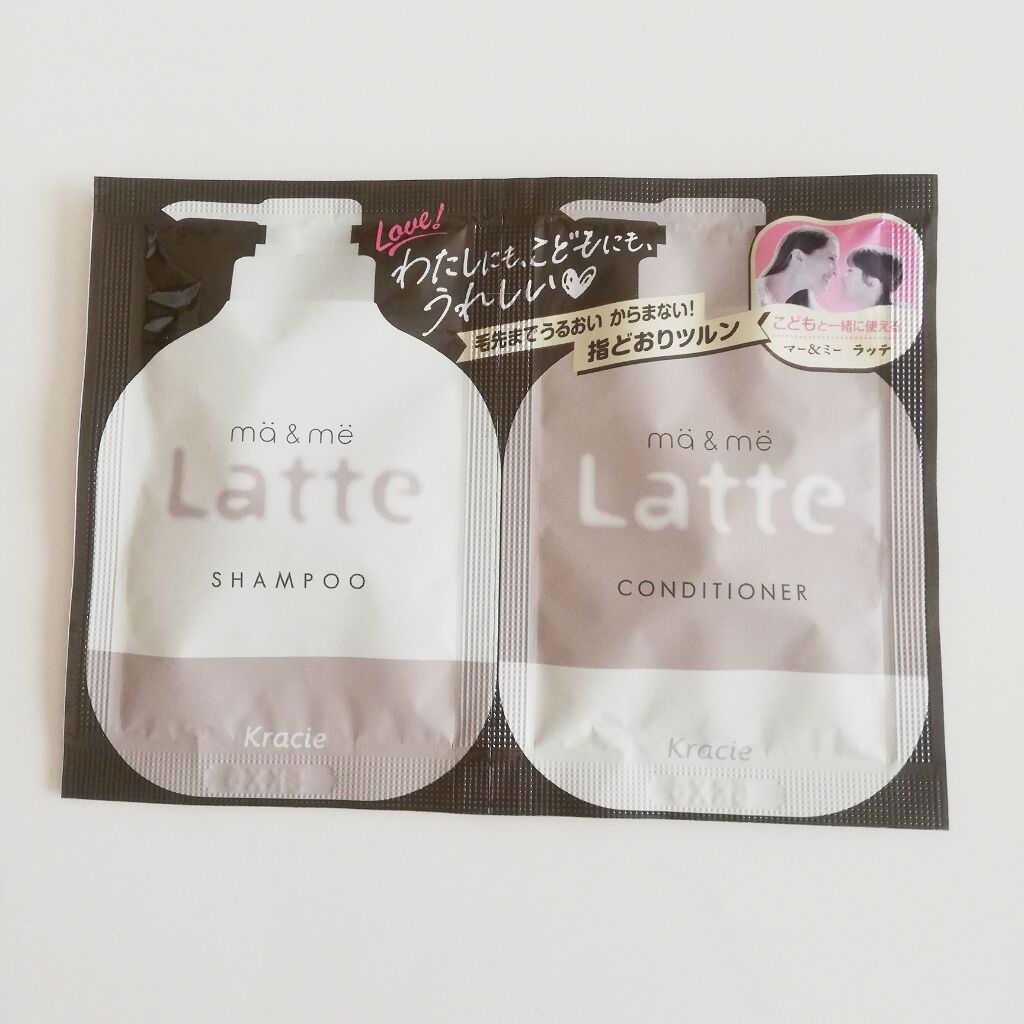 Love!
わたしにも、こどもにも、
うれしい♡
毛先までうるおい からまない!
指どおりツルン
こどもと一緒に使える
マー&ミー ラッテ
mä & më
Latte
SHAMPOO
Kracie
mä & më
Latte
CONDITIONER
Kracie